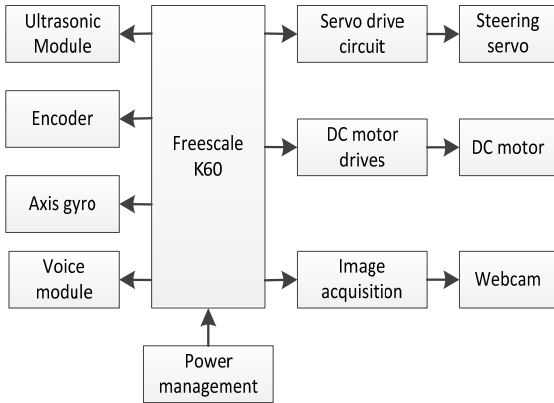 Ultrasonic
Module
Encoder
Axis gyro
Voice
module
Freescale
K60
Servo drive
circuit
Steering
servo
DC motor
drives
DC motor
Image
acquisition
Webcam
Power
management